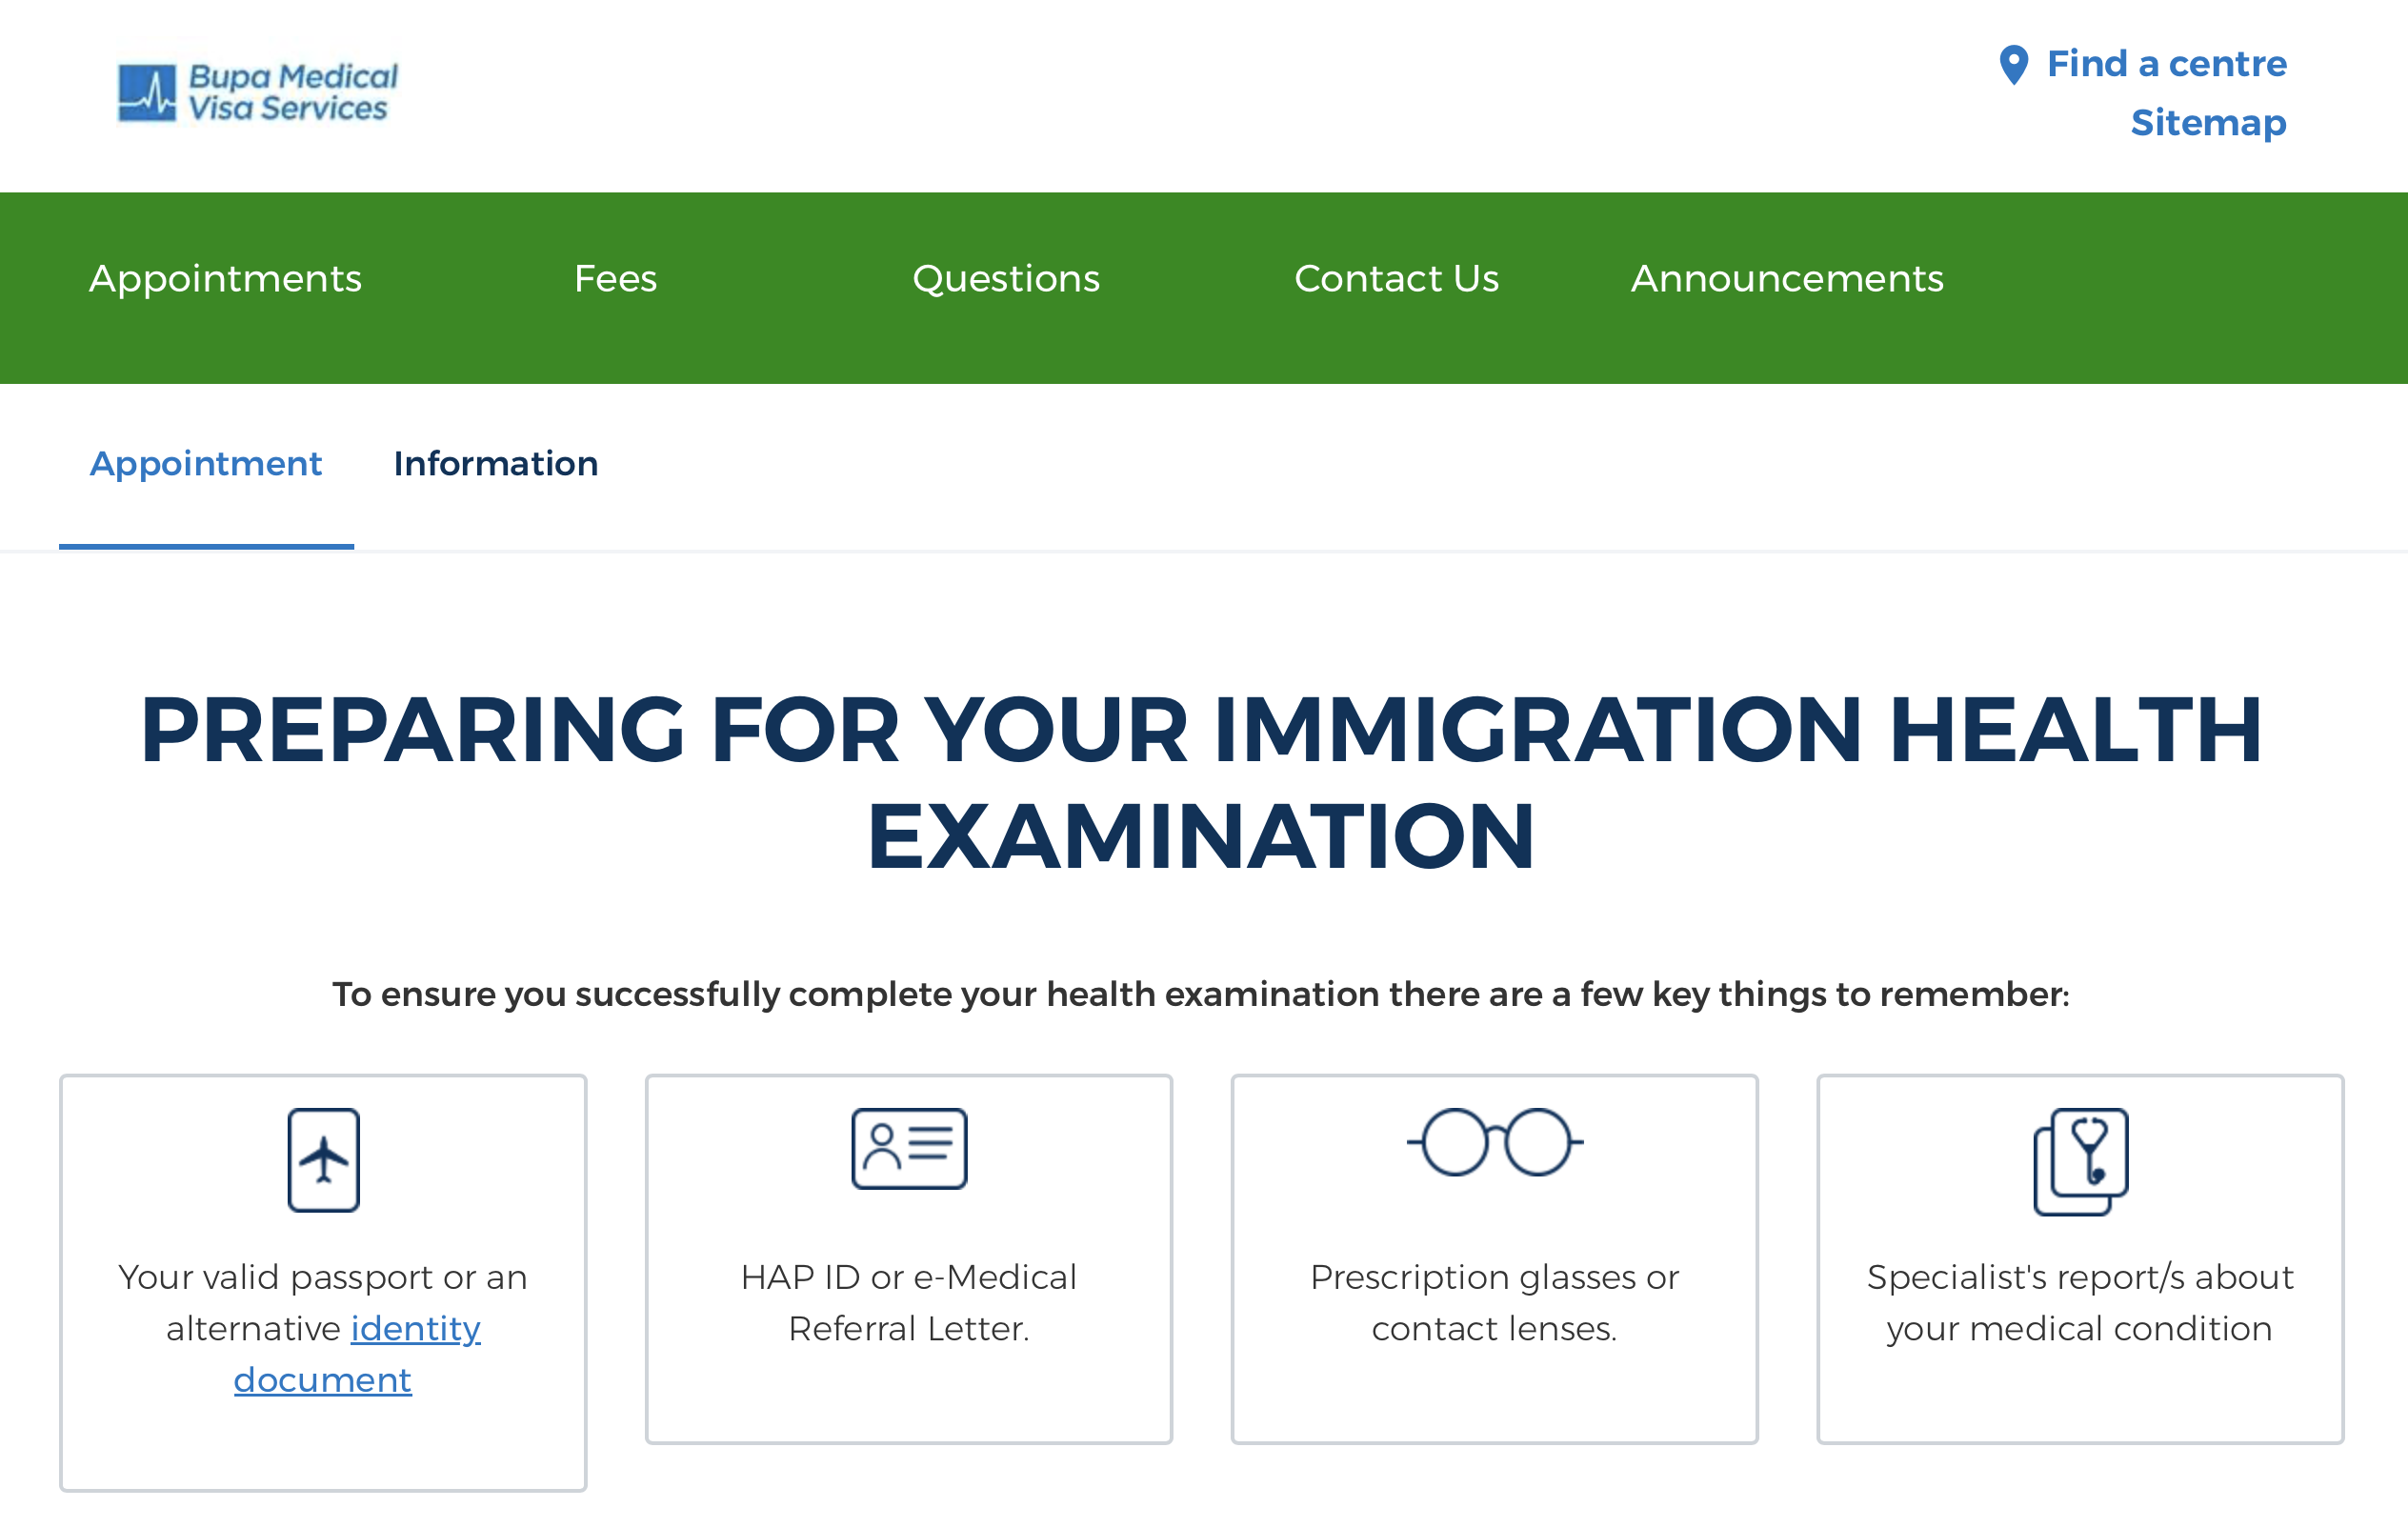 Bupa Medical
Visa Services
Find a centre
Sitemap
Appointments
Fees
Questions
Contact Us
Announcements
Appointment
Information
PREPARING FOR YOUR IMMIGRATION HEALTH
EXAMINATION
To ensure you successfully complete your health examination there are a few key things to remember:
Your valid passport or an
alternative identity
document
HAP ID or e-Medical
Referral Letter.
Prescription glasses or
contact lenses.
Specialist's report/s about
your medical condition